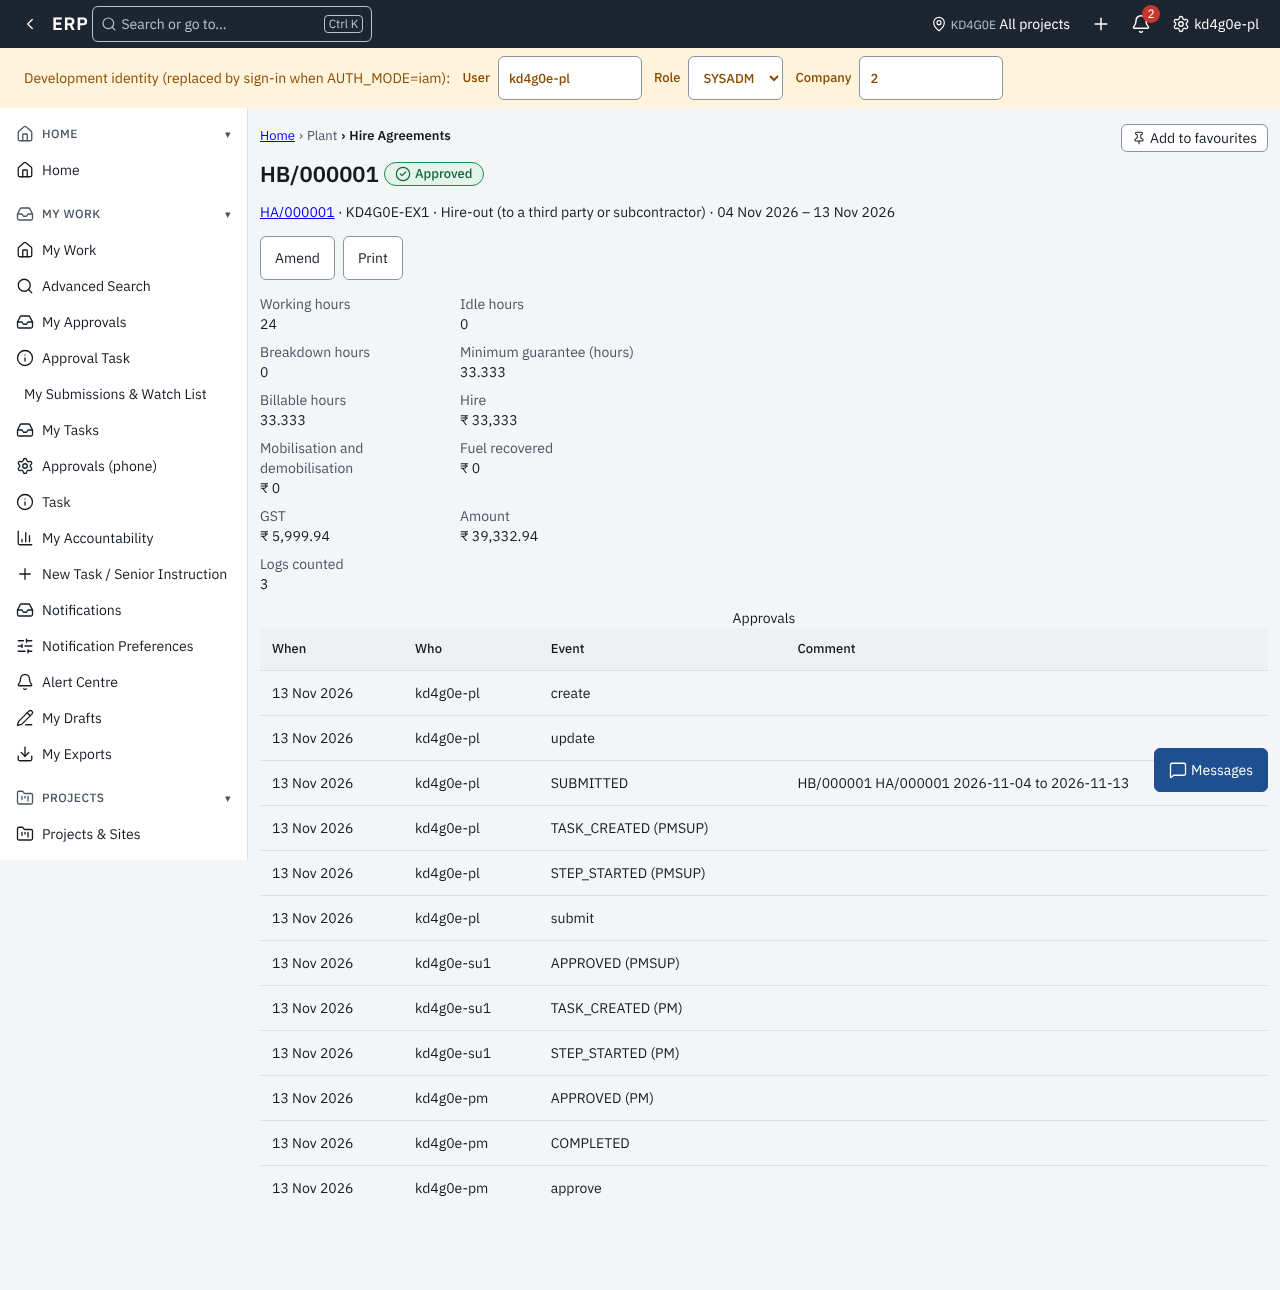 ERP
Search or go to...
Ctrl K
KD4G0E All projects
2
kd4g0e-pl
Development identity (replaced by sign-in when AUTH_MODE=iam):
User
kd4g0e-pl
Role
SYSADM
Company
2
HOME
Home
MY WORK
My Work
Advanced Search
My Approvals
Approval Task
My Submissions & Watch List
My Tasks
Approvals (phone)
Task
My Accountability
New Task / Senior Instruction
Notifications
Notification Preferences
Alert Centre
My Drafts
My Exports
PROJECTS
Projects & Sites
Home › Plant › Hire Agreements
Add to favourites
HB/000001 Approved
HA/000001 · KD4G0E-EX1 · Hire-out (to a third party or subcontractor) · 04 Nov 2026 – 13 Nov 2026
Amend
Print
Working hours
24
Idle hours
0
Breakdown hours
0
Minimum guarantee (hours)
33.333
Billable hours
33.333
Hire
₹ 33,333
Mobilisation and
demobilisation
₹ 0
Fuel recovered
₹ 0
GST
₹ 5,999.94
Amount
₹ 39,332.94
Logs counted
3
Approvals
When Who Event Comment
13 Nov 2026 kd4g0e-pl create
13 Nov 2026 kd4g0e-pl update
13 Nov 2026 kd4g0e-pl SUBMITTED HB/000001 HA/000001 2026-11-04 to 2026-11-13
Messages
13 Nov 2026 kd4g0e-pl TASK_CREATED (PMSUP)
13 Nov 2026 kd4g0e-pl STEP_STARTED (PMSUP)
13 Nov 2026 kd4g0e-pl submit
13 Nov 2026 kd4g0e-su1 APPROVED (PMSUP)
13 Nov 2026 kd4g0e-su1 TASK_CREATED (PM)
13 Nov 2026 kd4g0e-su1 STEP_STARTED (PM)
13 Nov 2026 kd4g0e-pm APPROVED (PM)
13 Nov 2026 kd4g0e-pm COMPLETED
13 Nov 2026 kd4g0e-pm approve